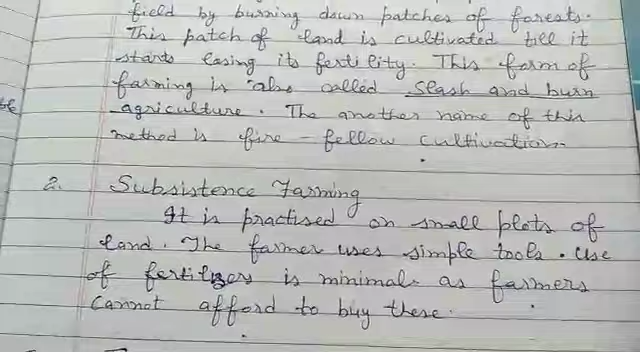 field by burning down patches of forests.
This patch of land is cultivated till it
starts losing its fertility. This form of
farming is also called slash and burn
agriculture. The another name of this
method is fire - fellow cultivation
2. Subsistence Farming
It is practised on small plots of
land. The farmer uses simple tools. Use
of fertilizers is minimal as farmers
cannot afford to buy these.